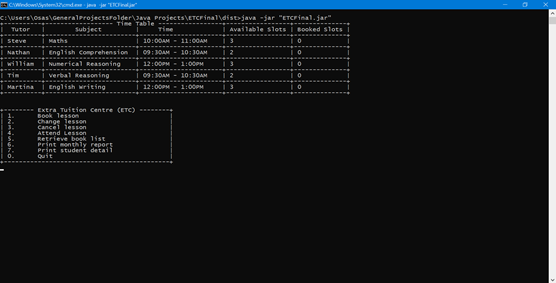 C:\Windows\System32\cmd.exe - java -jar "ETCFinal.jar"
C:\Users\Osas\GeneralProjectsFolder\Java Projects\ETCFinal\dist>java -jar "ETCFinal.jar"
+-----------+------------------- Time Table -------------------+-----------------+--------------+
| Tutor | Subject | Time | Available Slots | Booked Slots |
| Steve | Maths | 10:00AM - 11:00AM | 3 | 0 |
| Nathan | English Comprehension | 09:30AM - 10:30AM | 2 | 0 |
| William | Numerical Reasoning | 12:00PM - 1:00PM | 3 | 0 |
| Tim | Verbal Reasoning | 09:30AM - 10:30AM | 2 | 0 |
| Martina | English Writing | 12:00PM - 1:00PM | 3 | 0 |
+-------- Extra Tuition Centre (ETC) --------+
| 1. Book lesson |
| 2. Change lesson |
| 3. Cancel lesson |
| 4. Attend Lesson |
| 5. Retrieve book list |
| 6. Print monthly report |
| 7. Print student detail |
| 0. Quit |